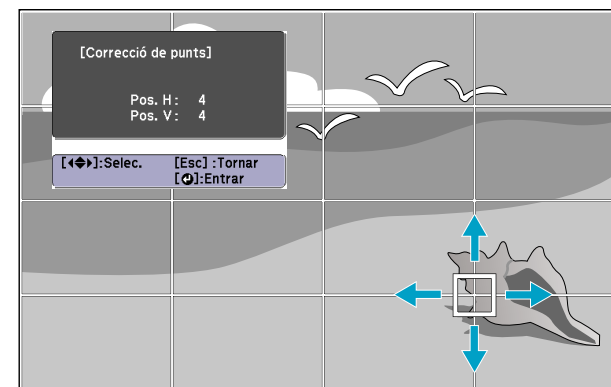 [Correcció de punts]
Pos. H: 4
Pos. V: 4
[◀◆▶]:Selec. [Esc] :Tornar
[↵]:Entrar